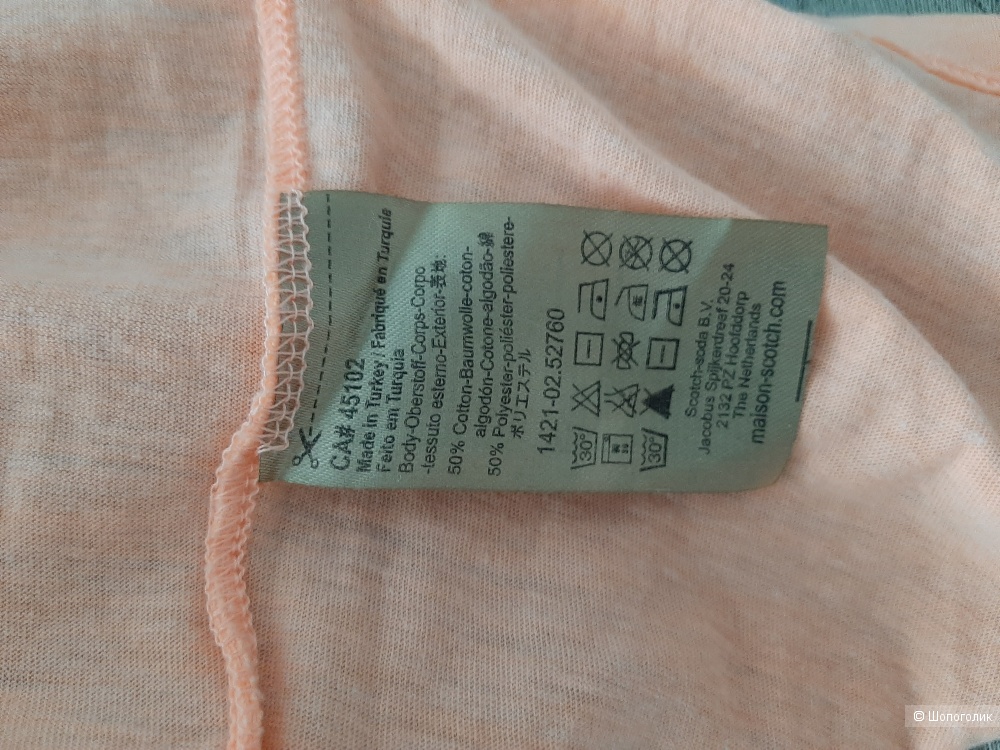 CA# 45102
Made in Turkey / Fabriqué en Turquie
Feito em Turquia
Body-Oberstoff-Corps-Corpo
-tessuto esterno-Exterior-表地:
50% Cotton-Baumwolle-coton-
algodón-Cotone-algodão-綿
50% Polyester-poliéster-poliestere-
ポリエステル
1421-02.52760
30°
30°
Scotch-soda B.V.
Jacobus Spijkerdreef 20-24
2132 PZ Hoofddorp
The Netherlands
maison-scotch.com
© Шопоголик